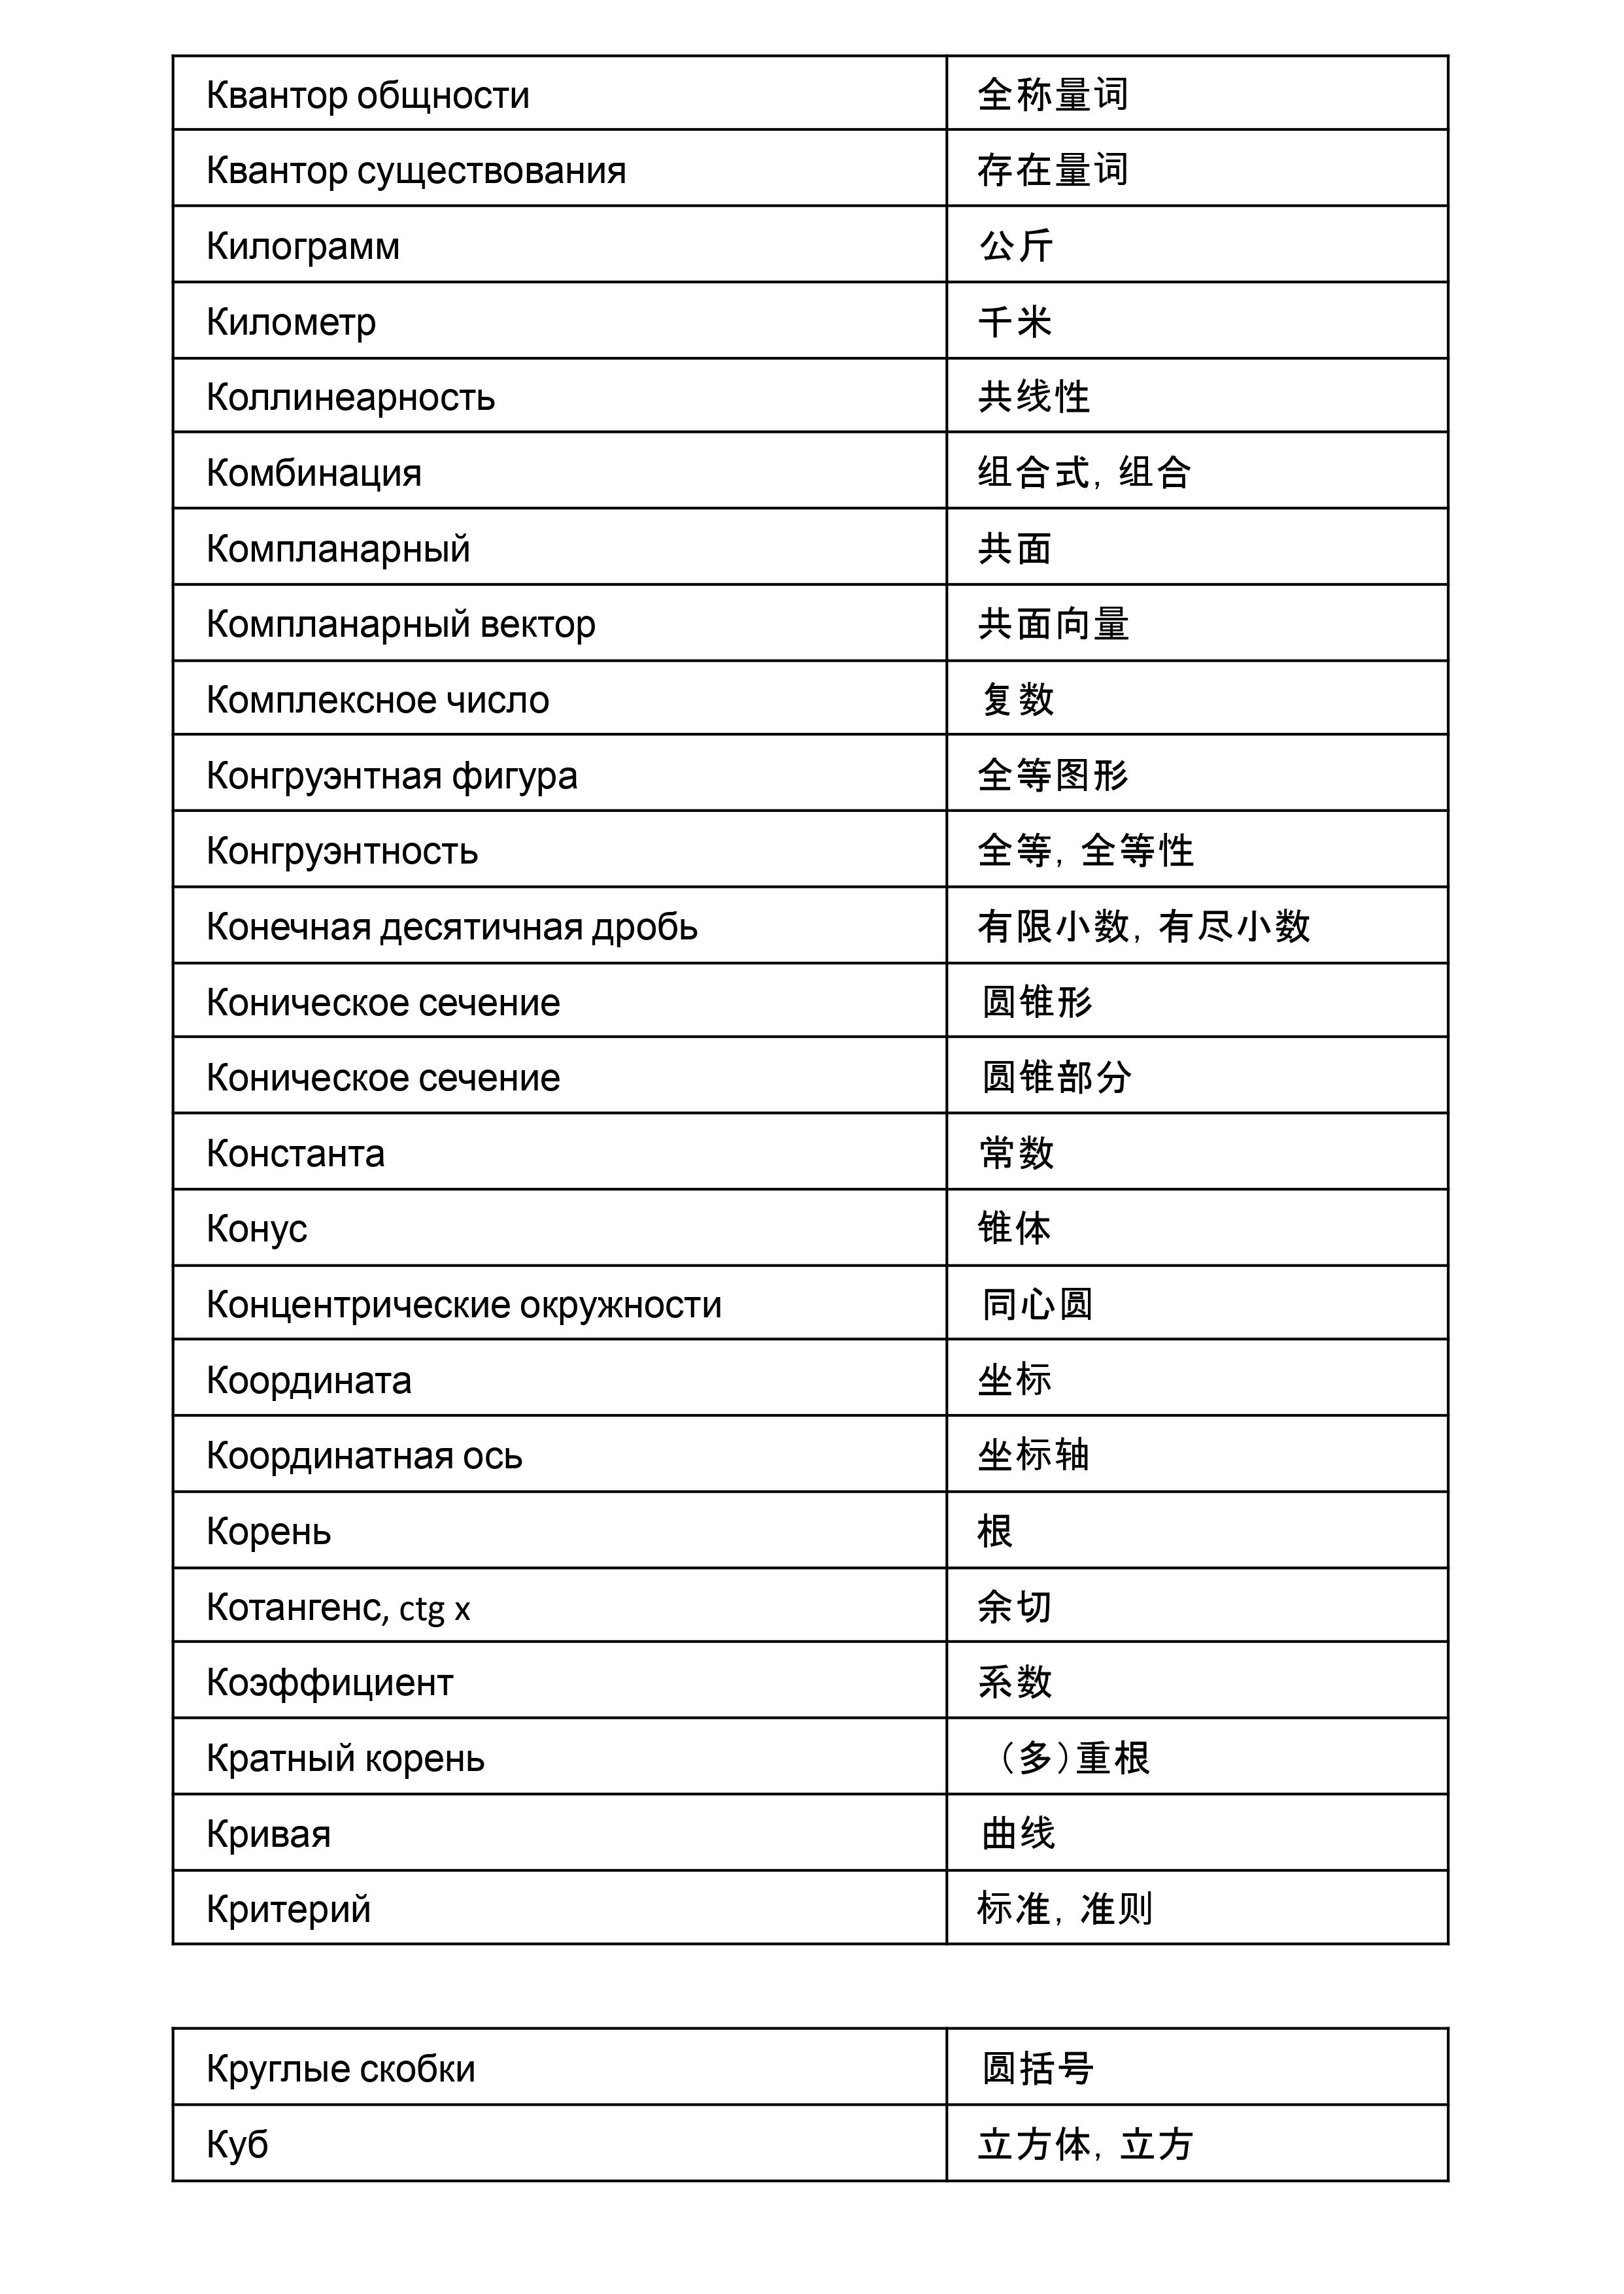 Квантор общности 全称量词
Квантор существования 存在量词
Килограмм 公斤
Километр 千米
Коллинеарность 共线性
Комбинация 组合式, 组合
Компланарный 共面
Компланарный вектор 共面向量
Комплексное число 复数
Конгруэнтная фигура 全等图形
Конгруэнтность 全等, 全等性
Конечная десятичная дробь 有限小数, 有尽小数
Коническое сечение 圆锥形
Коническое сечение 圆锥部分
Константа 常数
Конус 锥体
Концентрические окружности 同心圆
Координата 坐标
Координатная ось 坐标轴
Корень 根
Котангенс, ctg x 余切
Коэффициент 系数
Кратный корень (多)重根
Кривая 曲线
Критерий 标准, 准则
Круглые скобки 圆括号
Куб 立方体, 立方